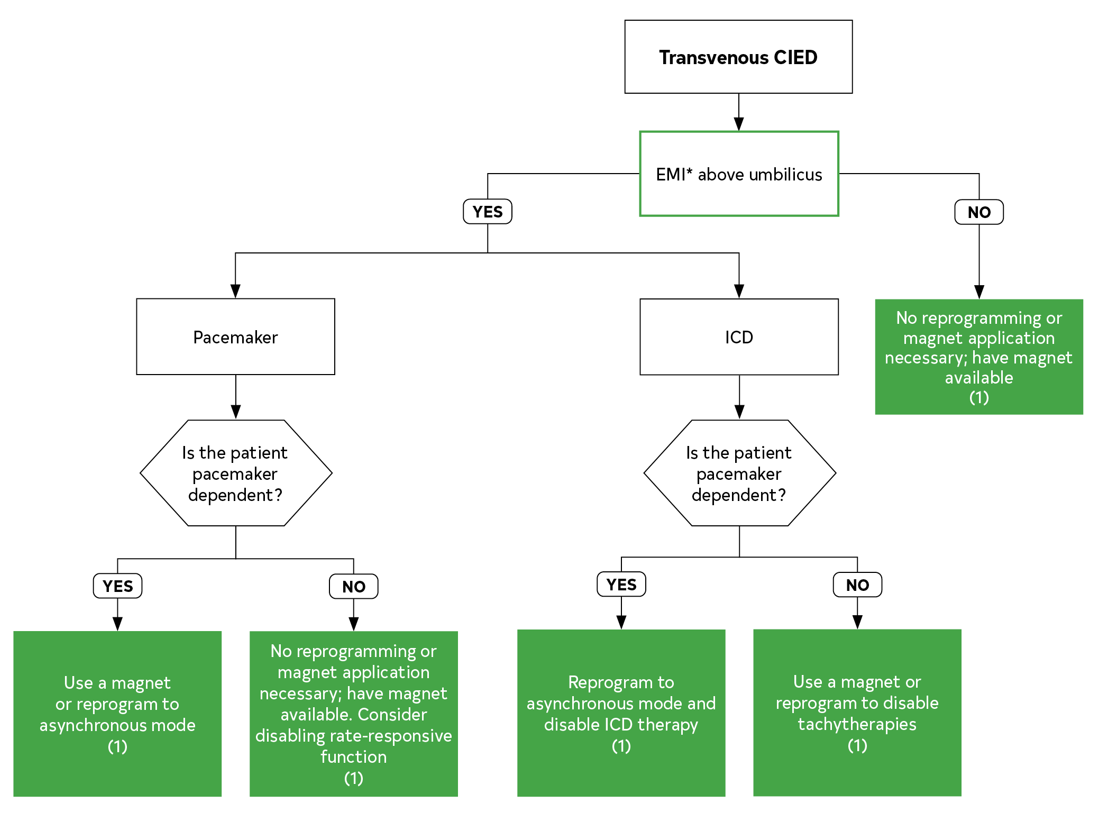 Transvenous CIED
EMI* above umbilicus
YES
NO
No reprogramming or
magnet application
necessary; have magnet
available
(1)
Pacemaker
ICD
Is the patient
pacemaker
dependent?
Is the patient
pacemaker
dependent?
YES
NO
YES
NO
Use a magnet
or reprogram to
asynchronous mode
(1)
No reprogramming or
magnet application
necessary; have magnet
available. Consider
disabling rate-responsive
function
(1)
Reprogram to
asynchronous mode and
disable ICD therapy
(1)
Use a magnet or
reprogram to disable
tachytherapies
(1)